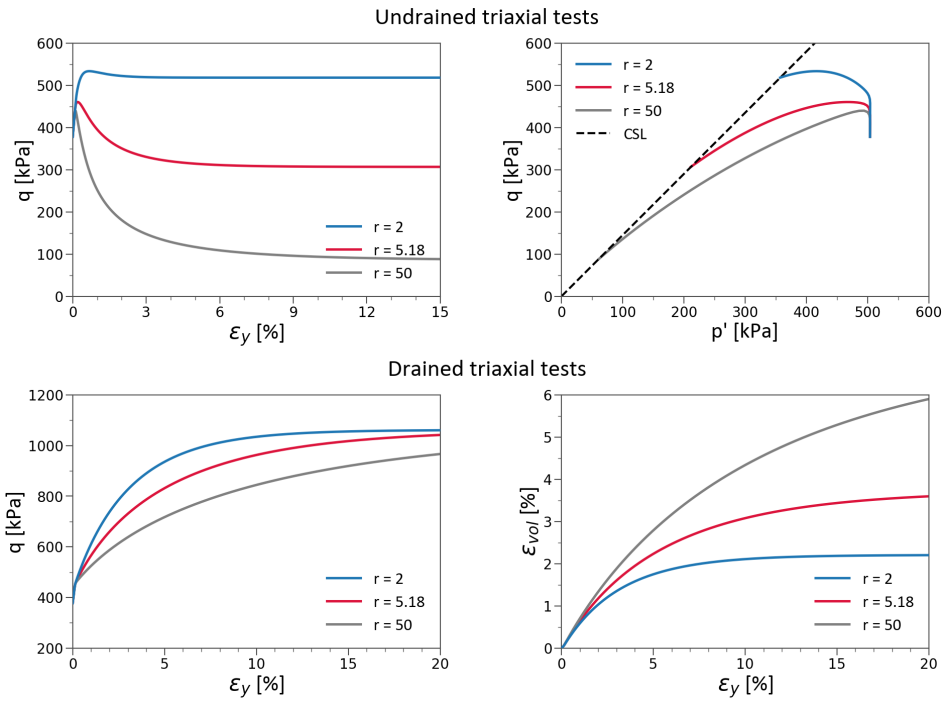 Undrained triaxial tests
600
500
400
300
200
100
0
q [kPa]
r = 2
r = 5.18
r = 50
0 3 6 9 12 15
εy [%]
600
500
400
300
200
100
0
q [kPa]
r = 2
r = 5.18
r = 50
CSL
0 100 200 300 400 500 600
p' [kPa]
Drained triaxial tests
1200
1000
800
600
400
200
q [kPa]
r = 2
r = 5.18
r = 50
0 5 10 15 20
εy [%]
6
5
4
3
2
1
0
εvol [%]
r = 2
r = 5.18
r = 50
0 5 10 15 20
εy [%]